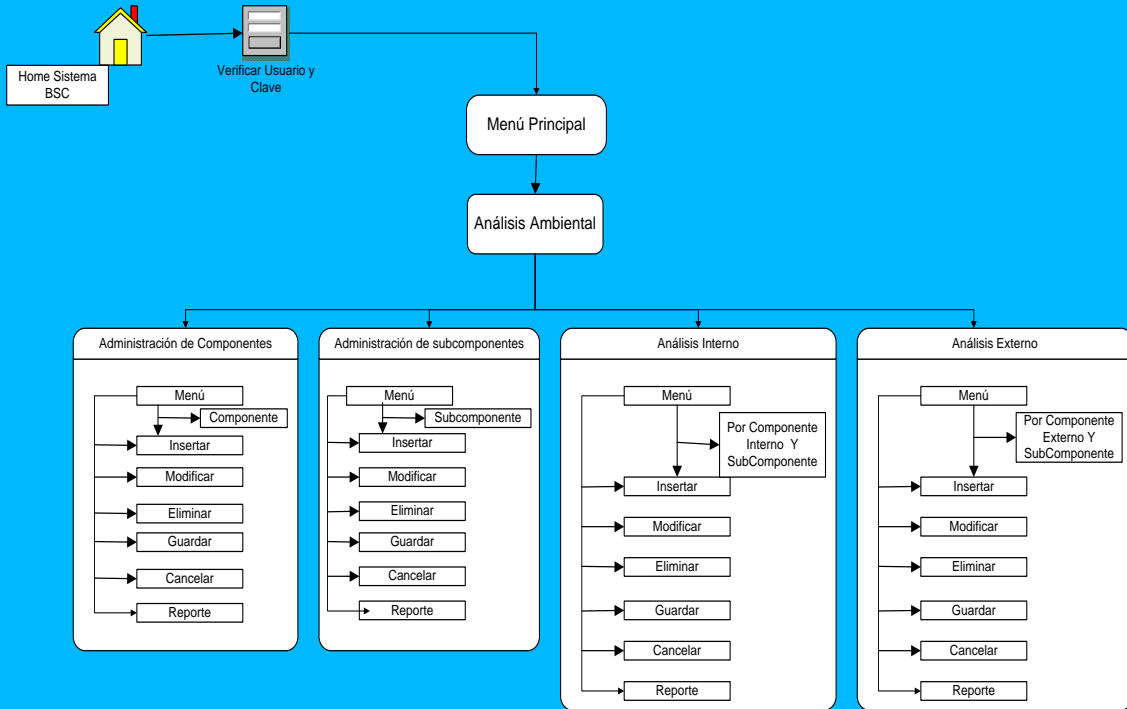 Home Sistema
BSC
Verificar Usuario y
Clave
Menú Principal
Análisis Ambiental
Administración de Componentes
Menú
Componente
Insertar
Modificar
Eliminar
Guardar
Cancelar
Reporte
Administración de subcomponentes
Menú
Subcomponente
Insertar
Modificar
Eliminar
Guardar
Cancelar
Reporte
Análisis Interno
Menú
Por Componente
Interno Y
SubComponente
Insertar
Modificar
Eliminar
Guardar
Cancelar
Reporte
Análisis Externo
Menú
Por Componente
Externo Y
SubComponente
Insertar
Modificar
Eliminar
Guardar
Cancelar
Reporte